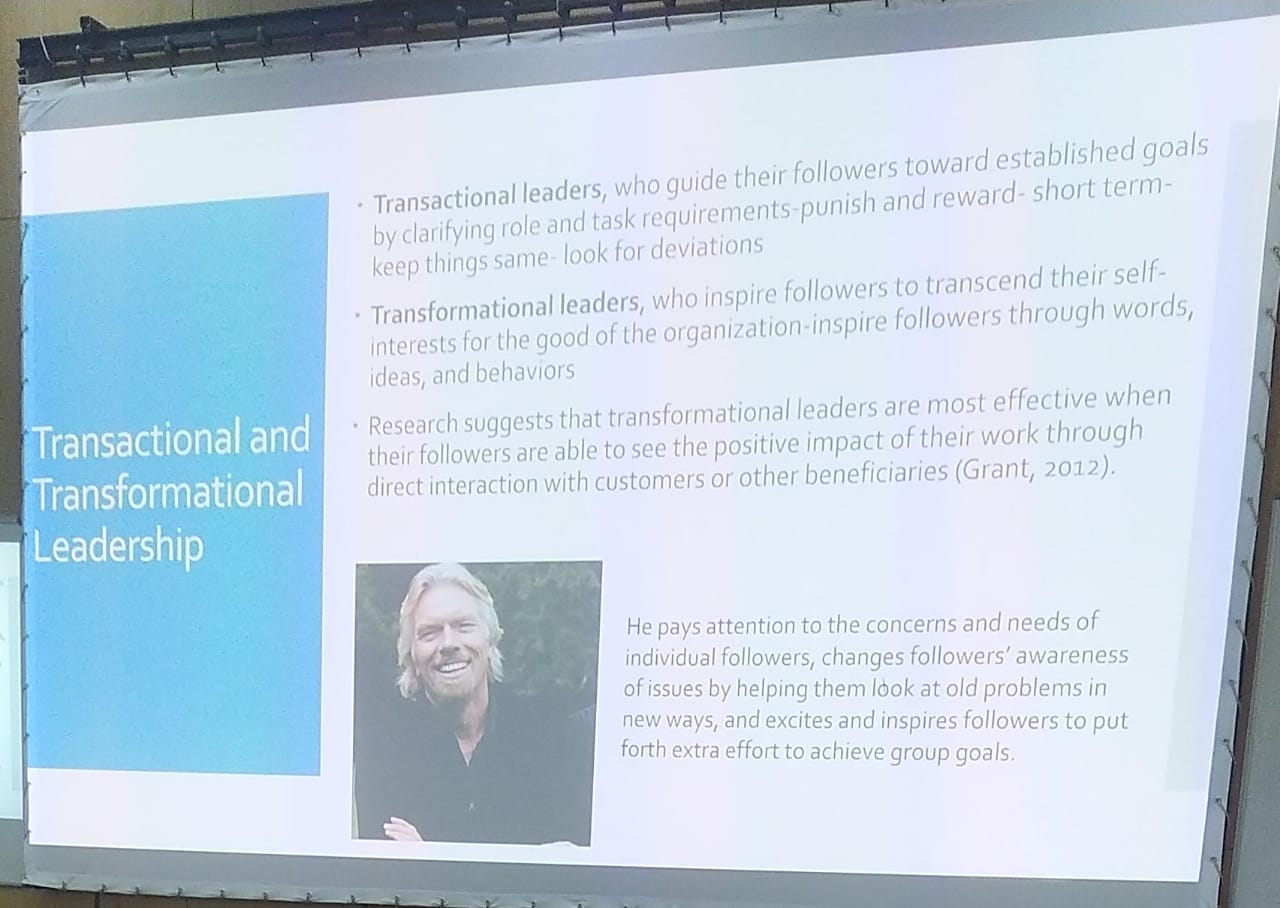 Transactional and
Transformational
Leadership
• Transactional leaders, who guide their followers toward established goals
by clarifying role and task requirements-punish and reward- short term-
keep things same- look for deviations
• Transformational leaders, who inspire followers to transcend their self-
interests for the good of the organization-inspire followers through words,
ideas, and behaviors
• Research suggests that transformational leaders are most effective when
their followers are able to see the positive impact of their work through
direct interaction with customers or other beneficiaries (Grant, 2012).
He pays attention to the concerns and needs of
individual followers, changes followers’ awareness
of issues by helping them look at old problems in
new ways, and excites and inspires followers to put
forth extra effort to achieve group goals.